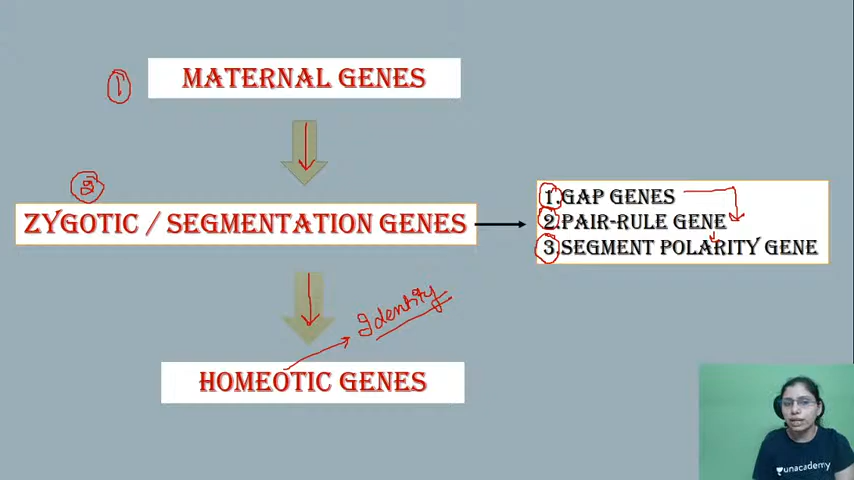 1
MATERNAL GENES
2
ZYGOTIC / SEGMENTATION GENES
1.GAP GENES
2.PAIR-RULE GENE
3.SEGMENT POLARITY GENE
Identity
HOMEOTIC GENES
unacademy